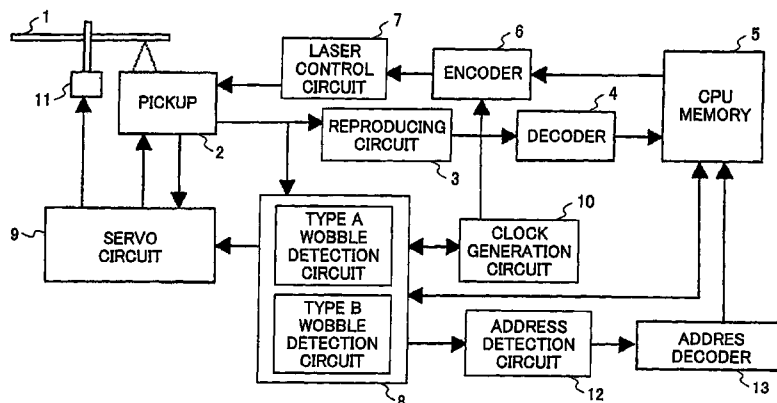 1
7
LASER
CONTROL
CIRCUIT
6
ENCODER
5
CPU
MEMORY
11
PICKUP
2
REPRODUCING
CIRCUIT
3
4
DECODER
9
SERVO
CIRCUIT
TYPE A
WOBBLE
DETECTION
CIRCUIT
10
CLOCK
GENERATION
CIRCUIT
TYPE B
WOBBLE
DETECTION
CIRCUIT
8
ADDRESS
DETECTION
CIRCUIT
12
ADDRES
DECODER
13